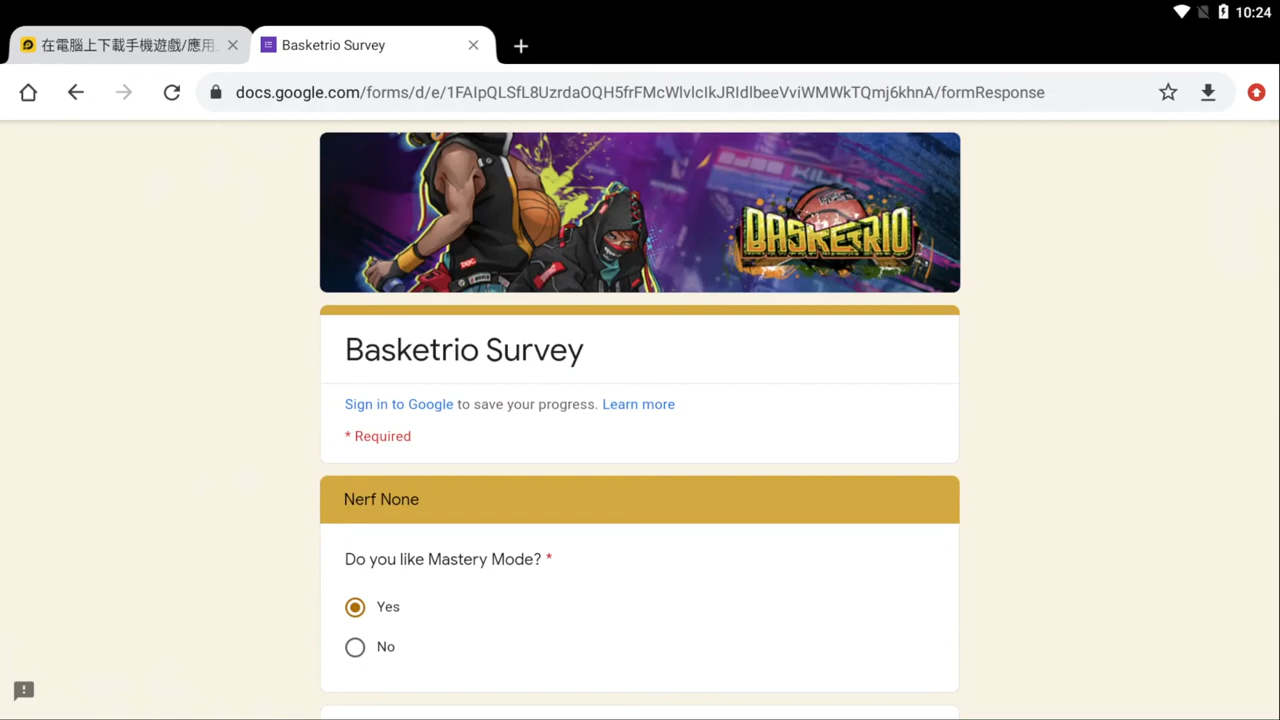 10:24
在電腦上下載手機遊戲/應用
Basketrio Survey
docs.google.com/forms/d/e/1FAIpQLSfL8UzrdaOQH5frFMcWlvlcIkJRIdlbeeVviWMWkTQmj6khnA/formResponse
BASKETRIO
Basketrio Survey
Sign in to Google to save your progress. Learn more
* Required
Nerf None
Do you like Mastery Mode? *
Yes
No